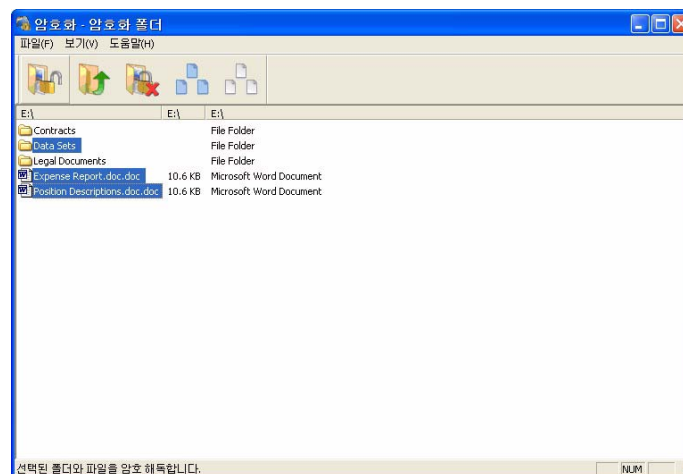 암호화 - 암호화 폴더
파일(F) 보기(V) 도움말(H)
E:\ E:\ E:\
Contracts File Folder
Data Sets File Folder
Legal Documents File Folder
Expense Report.doc.doc 10.6 KB Microsoft Word Document
Position Descriptions.doc.doc 10.6 KB Microsoft Word Document
선택된 폴더와 파일을 암호 해독합니다. NUM